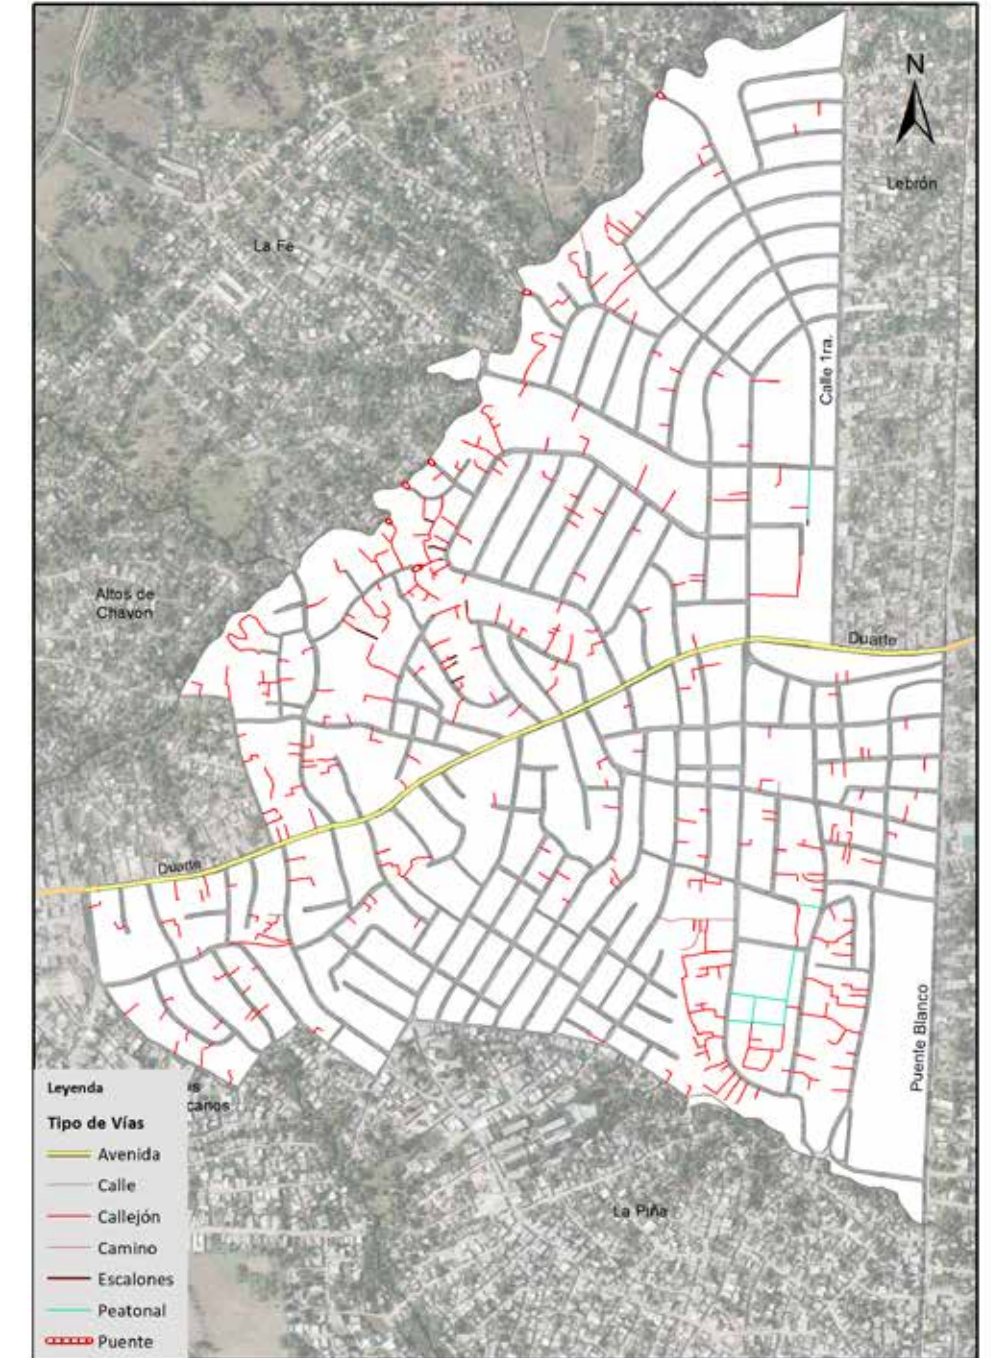 N
Lebrón
La Fe
Calle 1ra.
Altos de
Chavon
Duarte
Duarte
Puente Blanco
La Piña
canos
Leyenda
Tipo de Vías
Avenida
Calle
Callejón
Camino
Escalones
Peatonal
Puente